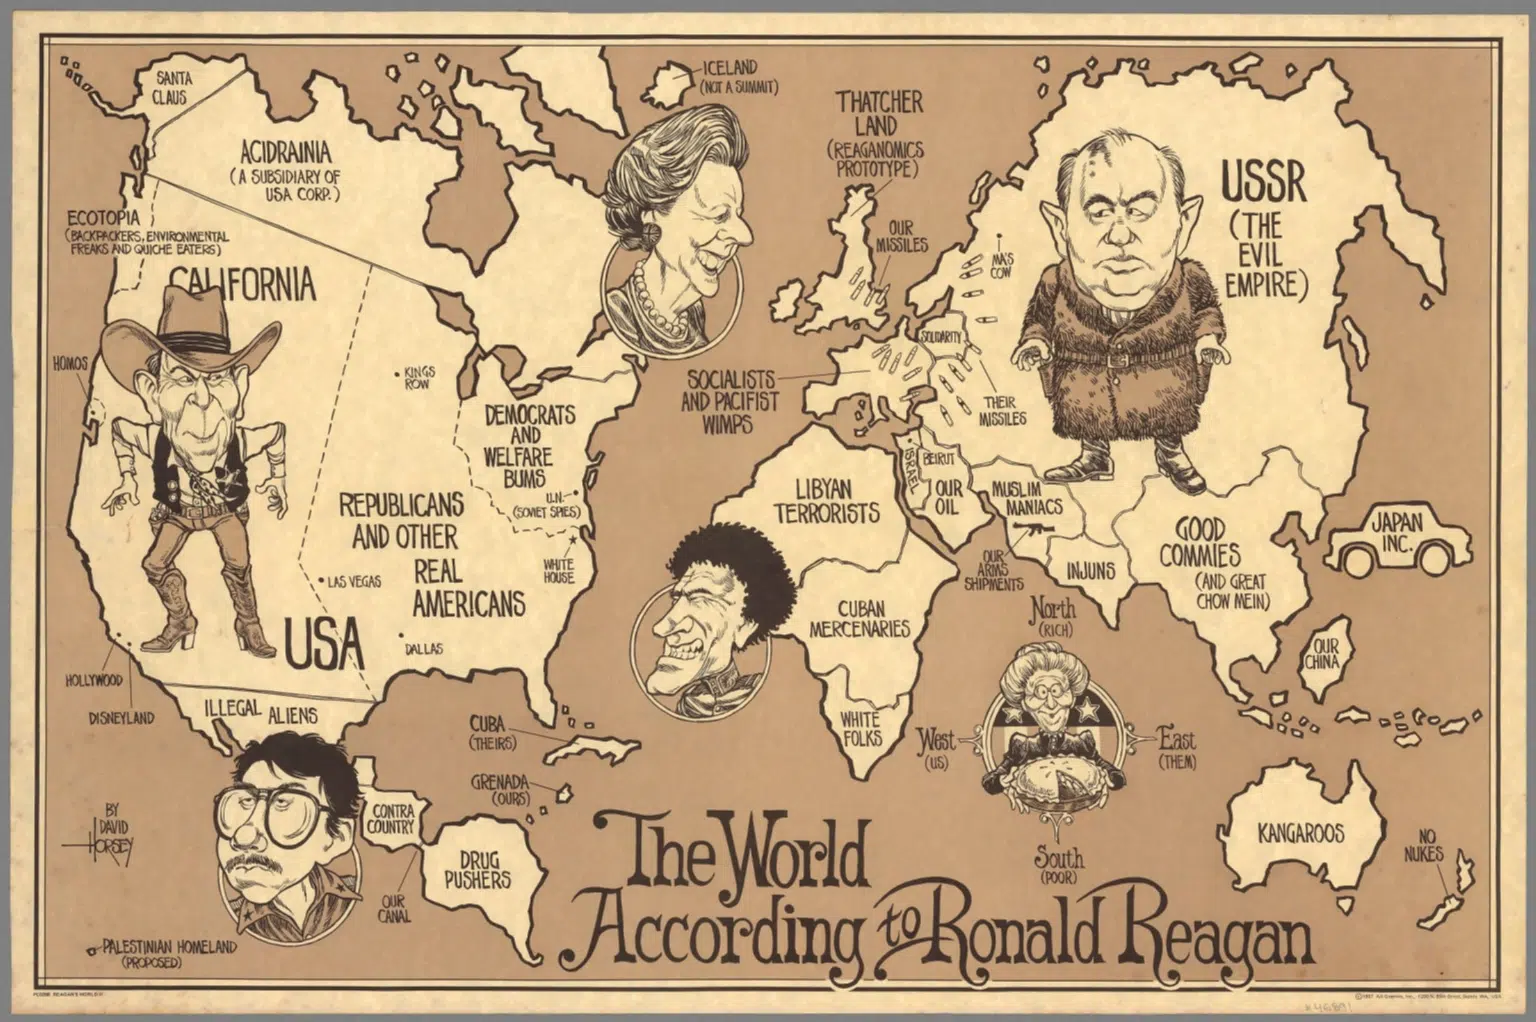 SANTA
CLAUS
ACIDRAINIA
(A SUBSIDIARY OF
USA CORP.)
ECOTOPIA
(BACKPACKERS, ENVIRONMENTAL
FREAKS AND QUICHE EATERS)
CALIFORNIA
HOMOS
KINGS
ROW
DEMOCRATS
AND
WELFARE
BUMS
U.N.
(SOVIET SPIES)
REPUBLICANS
AND OTHER
REAL
AMERICANS
WHITE
HOUSE
LAS VEGAS
USA
DALLAS
HOLLYWOOD
DISNEYLAND
ILLEGAL ALIENS
CUBA
(THEIRS)
GRENADA
(OURS)
CONTRA
COUNTRY
OUR
CANAL
DRUG
PUSHERS
BY
DAVID
HORSEY
PALESTINIAN HOMELAND
(PROPOSED)
ICELAND
(NOT A SUMMIT)
THATCHER
LAND
(REAGANOMICS
PROTOTYPE)
OUR
MISSILES
MA'S
COW
USSR
(THE
EVIL
EMPIRE)
SOLIDARITY
SOCIALISTS
AND PACIFIST
WIMPS
THEIR
MISSILES
LIBYAN
TERRORISTS
ISRAEL
BEIRUT
OUR
OIL
MUSLIM
MANIACS
OUR
ARMS
SHIPMENTS
INJUNS
GOOD
COMMIES
(AND GREAT
CHOW MEIN)
JAPAN
INC.
OUR
CHINA
CUBAN
MERCENARIES
WHITE
FOLKS
North
(RICH)
West
(US)
East
(THEM)
South
(POOR)
KANGAROOS
NO
NUKES
The World
According to Ronald Reagan